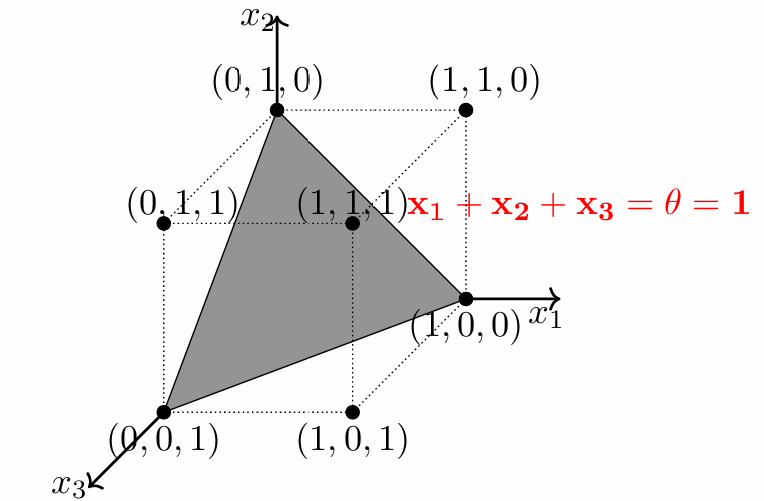 x₂
(0, 1, 0)
(1, 1, 0)
(0, 1, 1)
(1, 1, 1)
x₁ + x₂ + x₃ = θ = 1
(1, 0, 0)
x₁
(0, 0, 1)
(1, 0, 1)
x₃